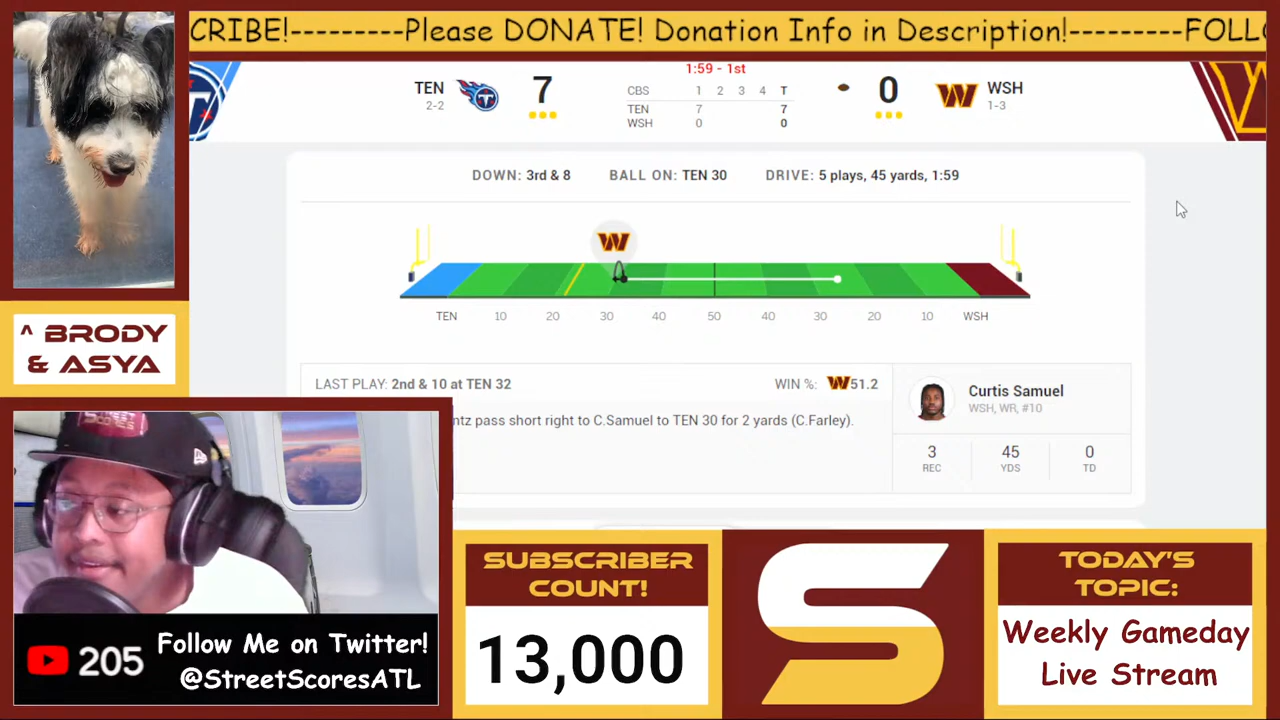 CRIBE!---------Please DONATE! Donation Info in Description!---------FOLL
TEN
2-2
7
1:59 - 1st
CBS 1 2 3 4 T
TEN 7 7
WSH 0 0
0
WSH
1-3
DOWN: 3rd & 8 BALL ON: TEN 30 DRIVE: 5 plays, 45 yards, 1:59
TEN 10 20 30 40 50 40 30 20 10 WSH
LAST PLAY: 2nd & 10 at TEN 32
WIN %: W 51.2
ntz pass short right to C.Samuel to TEN 30 for 2 yards (C.Farley).
Curtis Samuel
WSH, WR, #10
3 45 0
REC YDS TD
^ BRODY
& ASYA
205
Follow Me on Twitter!
@StreetScoresATL
SUBSCRIBER
COUNT!
13,000
S
TODAY'S
TOPIC:
Weekly Gameday
Live Stream